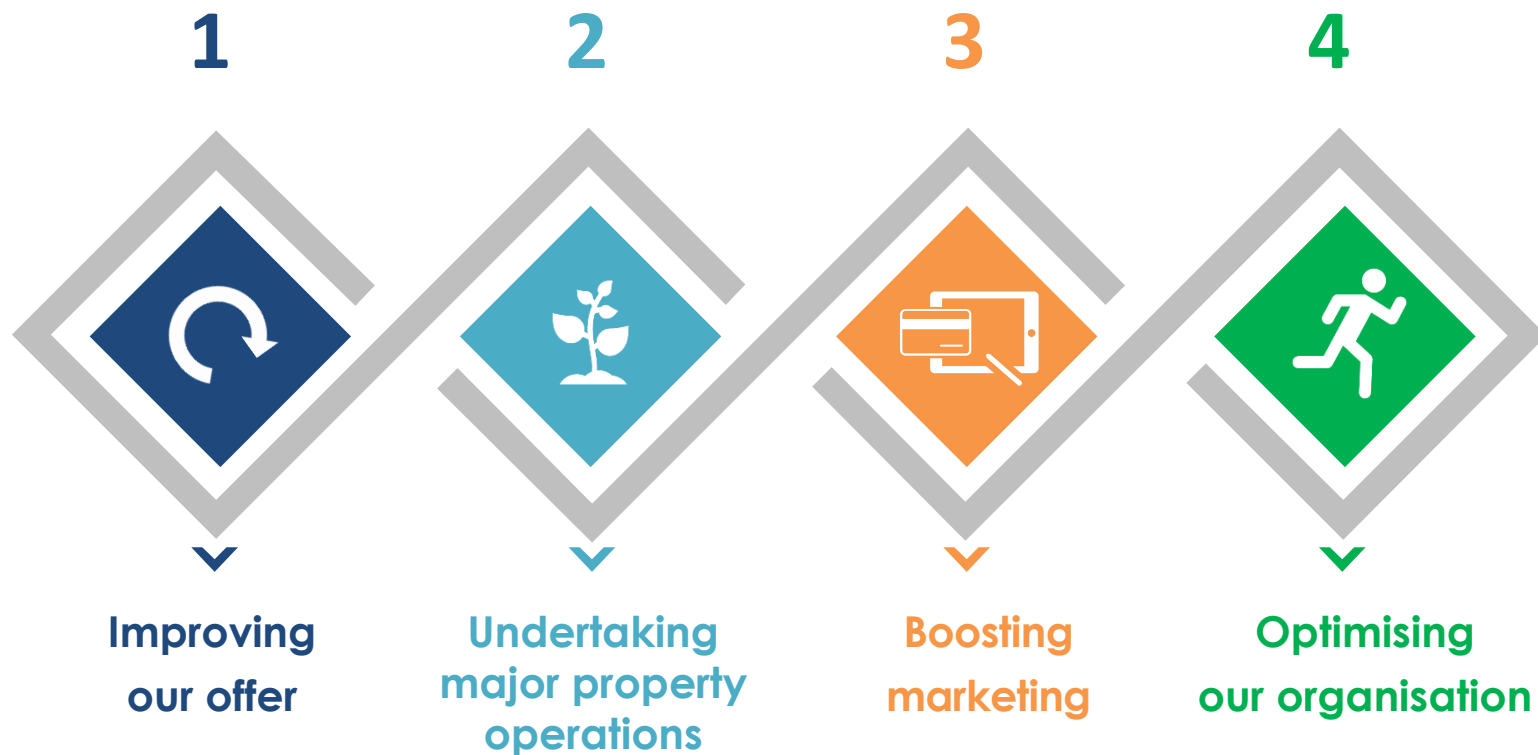 1
2
3
4
Improving
our offer
Undertaking
major property
operations
Boosting
marketing
Optimising
our organisation